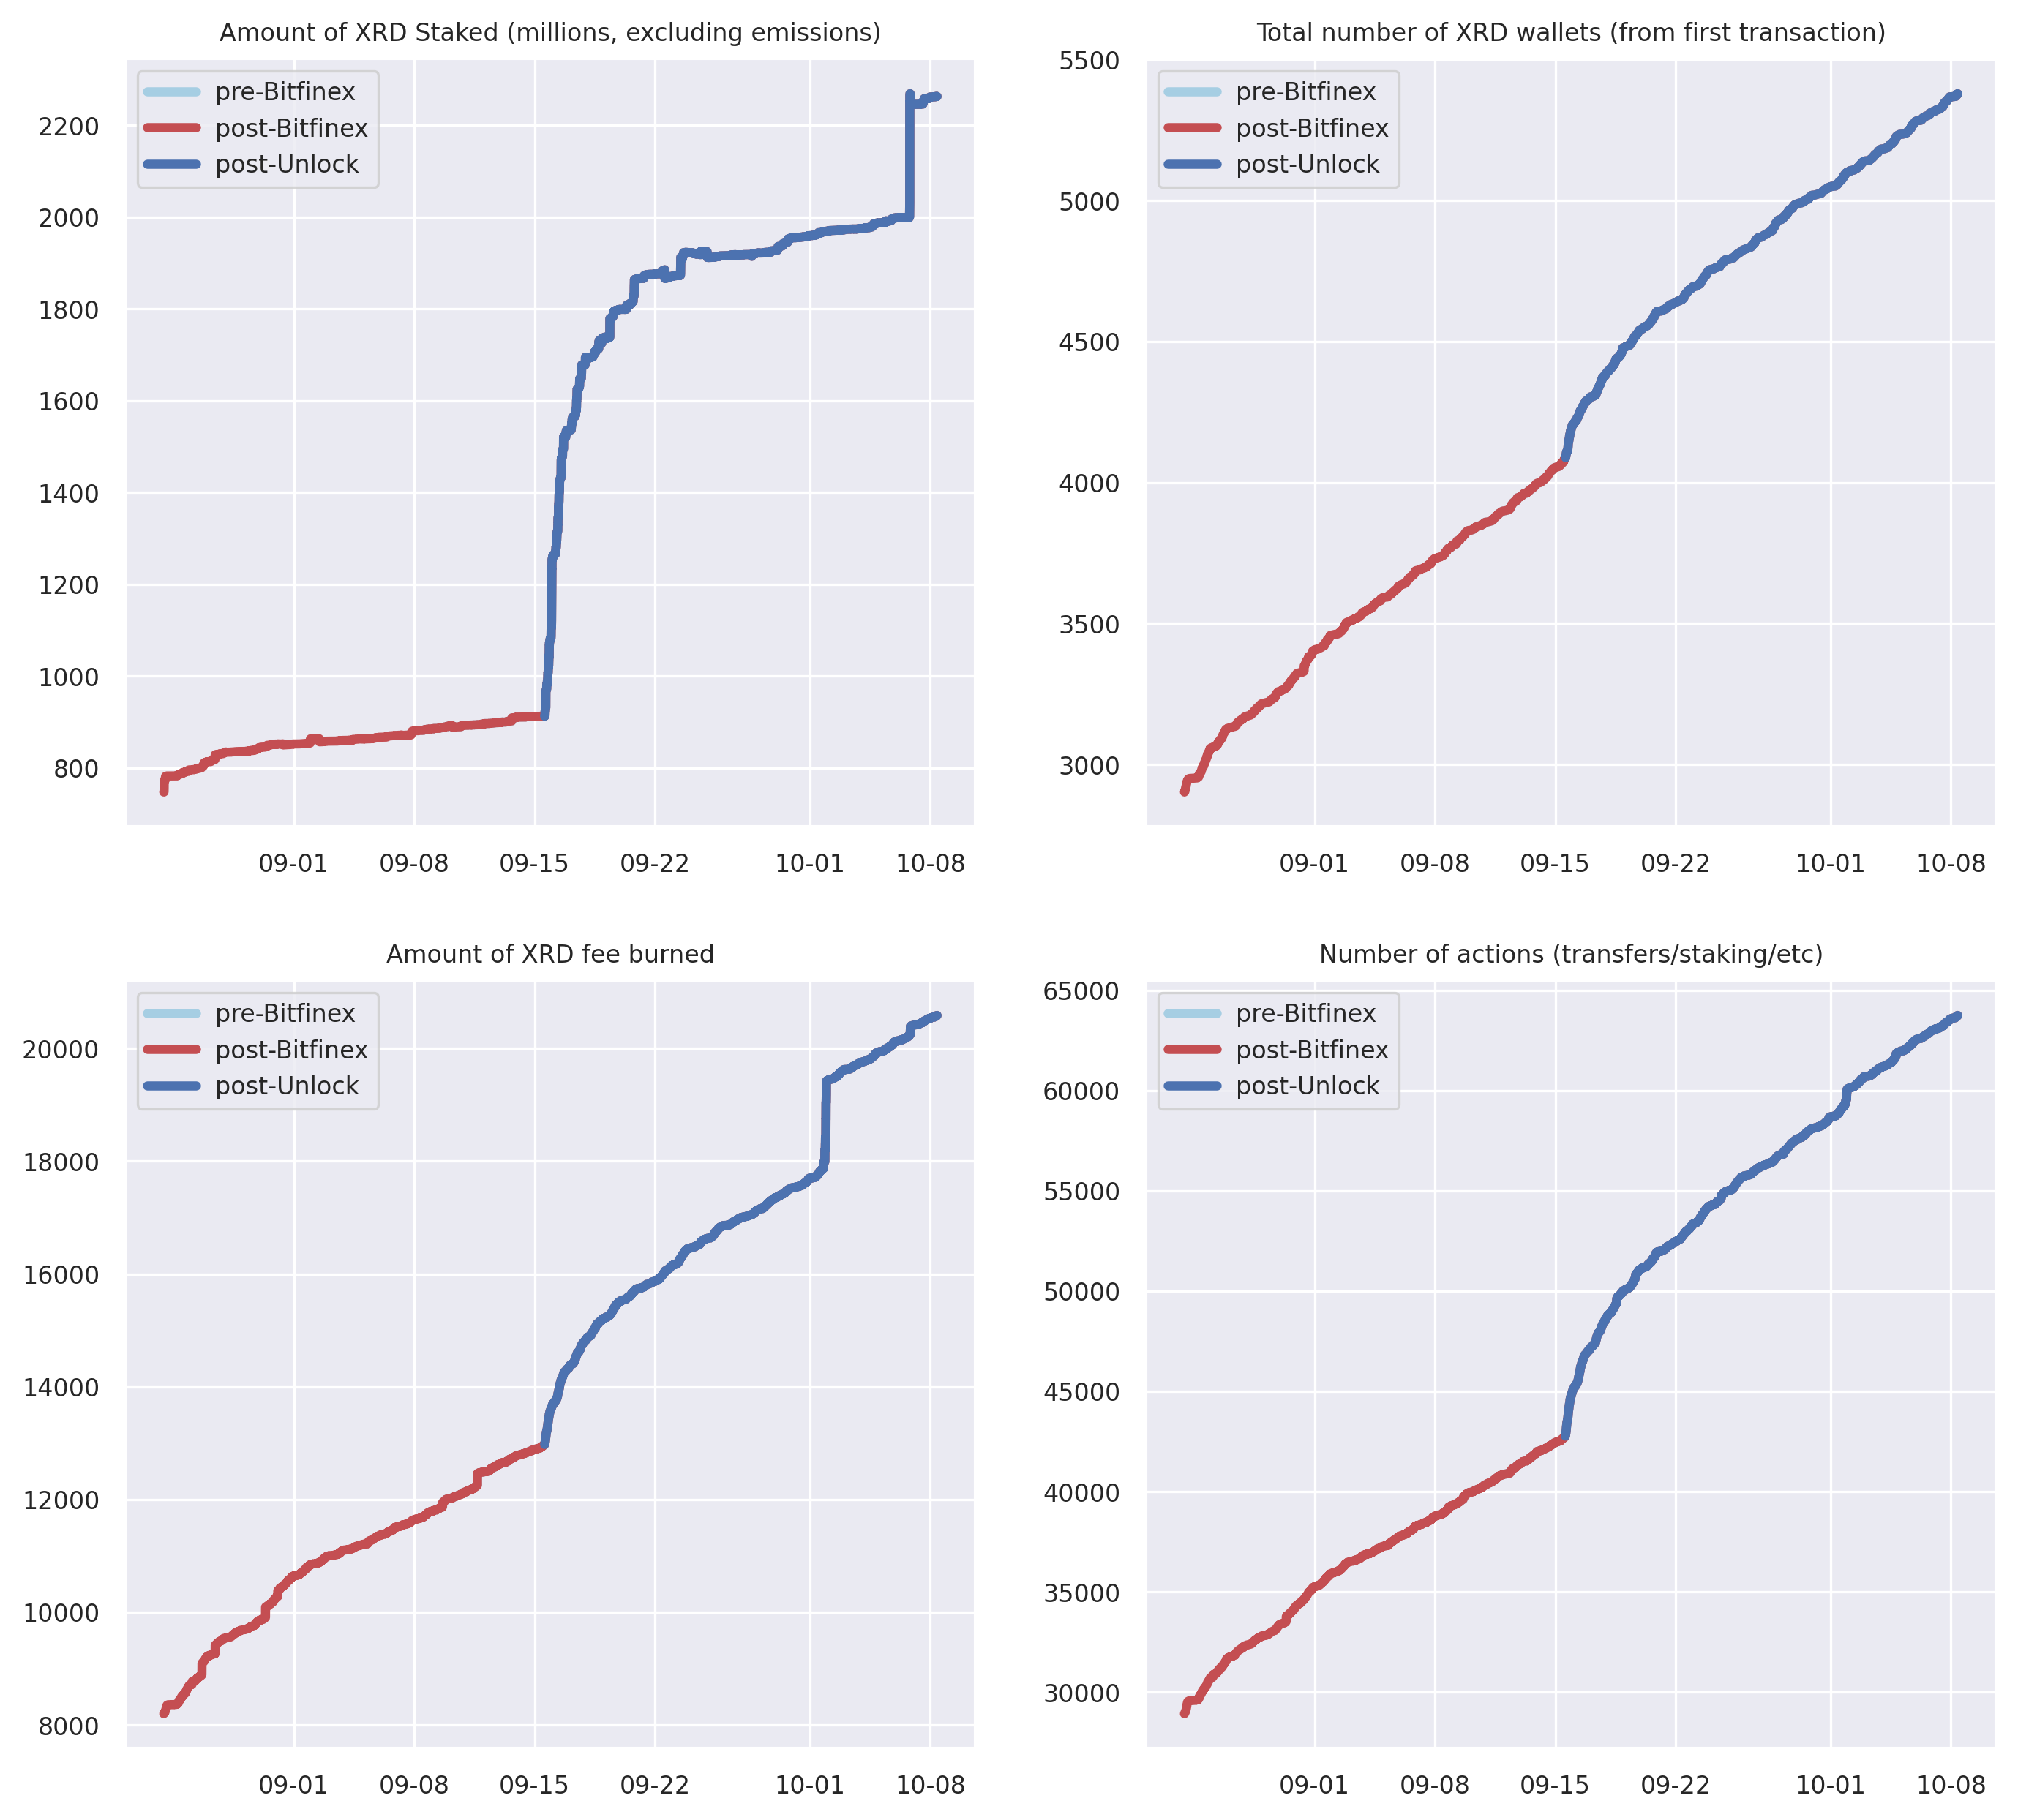 Amount of XRD Staked (millions, excluding emissions)
pre-Bitfinex
post-Bitfinex
post-Unlock
2200
2000
1800
1600
1400
1200
1000
800
09-01 09-08 09-15 09-22 10-01 10-08
Total number of XRD wallets (from first transaction)
pre-Bitfinex
post-Bitfinex
post-Unlock
5500
5000
4500
4000
3500
3000
09-01 09-08 09-15 09-22 10-01 10-08
Amount of XRD fee burned
pre-Bitfinex
post-Bitfinex
post-Unlock
20000
18000
16000
14000
12000
10000
8000
09-01 09-08 09-15 09-22 10-01 10-08
Number of actions (transfers/staking/etc)
pre-Bitfinex
post-Bitfinex
post-Unlock
65000
60000
55000
50000
45000
40000
35000
30000
09-01 09-08 09-15 09-22 10-01 10-08